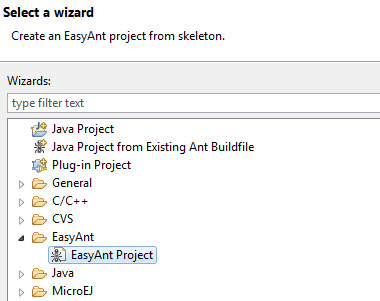 Select a wizard
Create an EasyAnt project from skeleton.
Wizards:
type filter text
Java Project
Java Project from Existing Ant Buildfile
Plug-in Project
General
C/C++
CVS
EasyAnt
EasyAnt Project
Java
MicroEJ